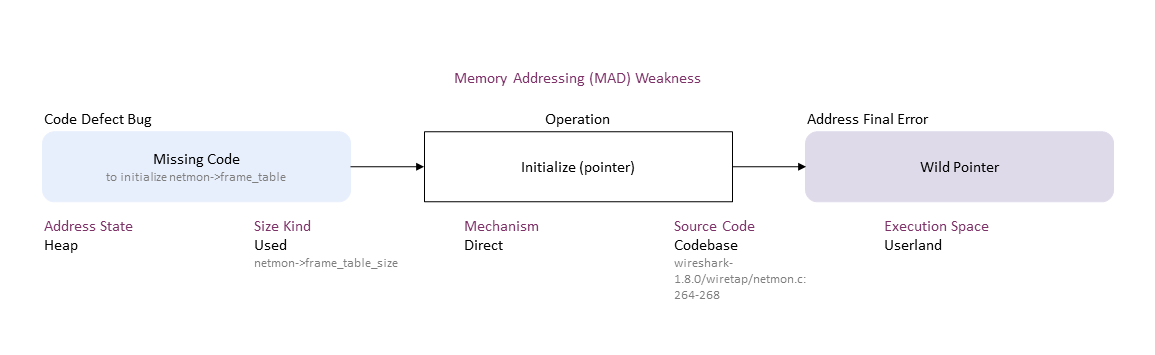 Memory Addressing (MAD) Weakness
Code Defect Bug
Operation
Address Final Error
Missing Code
to initialize netmon->frame_table
Initialize (pointer)
Wild Pointer
Address State
Heap
Size Kind
Used
netmon->frame_table_size
Mechanism
Direct
Source Code
Codebase
wireshark-
1.8.0/wiretap/netmon.c:
264-268
Execution Space
Userland